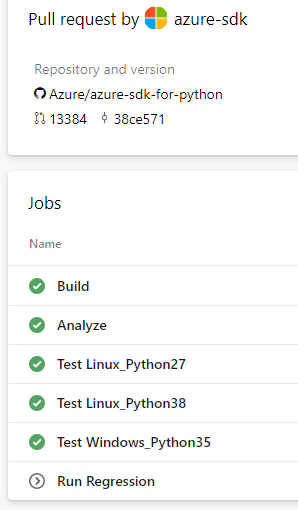 Pull request by azure-sdk
Repository and version
Azure/azure-sdk-for-python
13384 38ce571
Jobs
Name
Build
Analyze
Test Linux_Python27
Test Linux_Python38
Test Windows_Python35
Run Regression